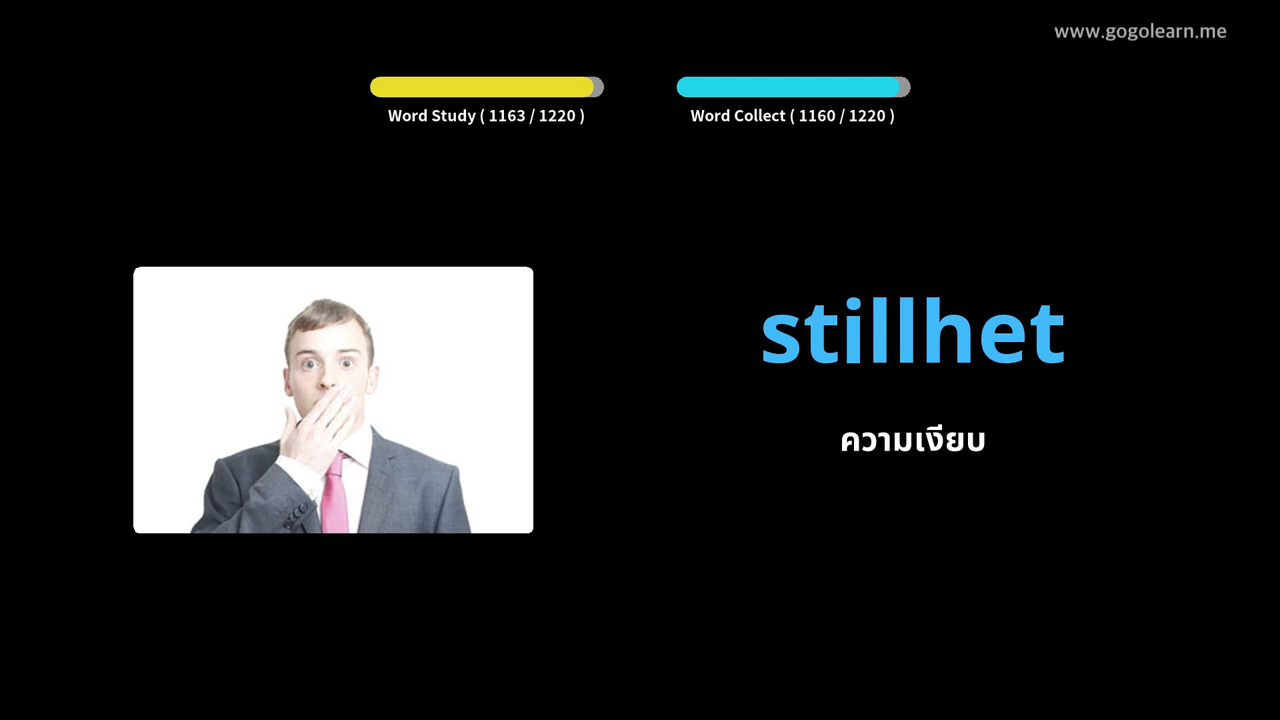 www.gogolearn.me
Word Study ( 1163 / 1220 )
Word Collect ( 1160 / 1220 )
stillhet
ความเงียบ